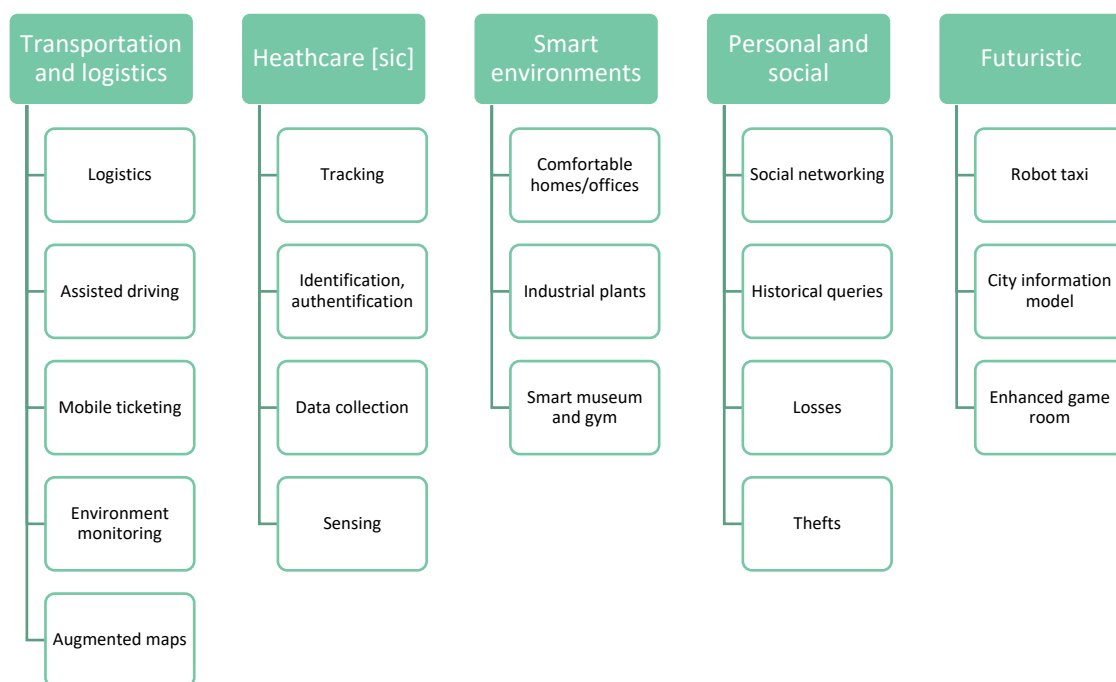 Transportation
and logistics
Logistics
Assisted driving
Mobile ticketing
Environment
monitoring
Augmented maps
Heathcare [sic]
Tracking
Identification,
authentification
Data collection
Sensing
Smart
environments
Comfortable
homes/offices
Industrial plants
Smart museum
and gym
Personal and
social
Social networking
Historical queries
Losses
Thefts
Futuristic
Robot taxi
City information
model
Enhanced game
room